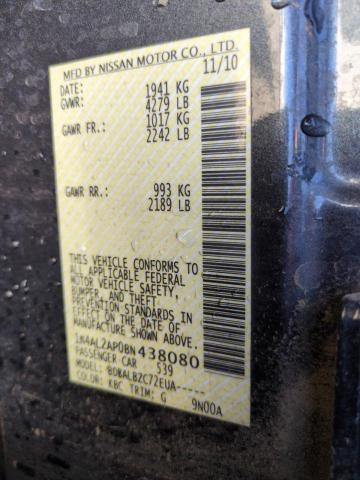 MFD BY NISSAN MOTOR CO., LTD.
DATE: 11/10
GVWR: 1941 KG
4279 LB
GAWR FR: 1017 KG
2242 LB
GAWR RR: 993 KG
2189 LB
THIS VEHICLE CONFORMS TO
ALL APPLICABLE FEDERAL
MOTOR VEHICLE SAFETY,
BUMPER, AND THEFT
PREVENTION STANDARDS IN
EFFECT ON THE DATE OF
MANUFACTURE SHOWN ABOVE.
1N4AL2AP0BN438080
PASSENGER CAR 539
BDBALBZC72EUA-----
COLOR: KBC TRIM: G 9N00A